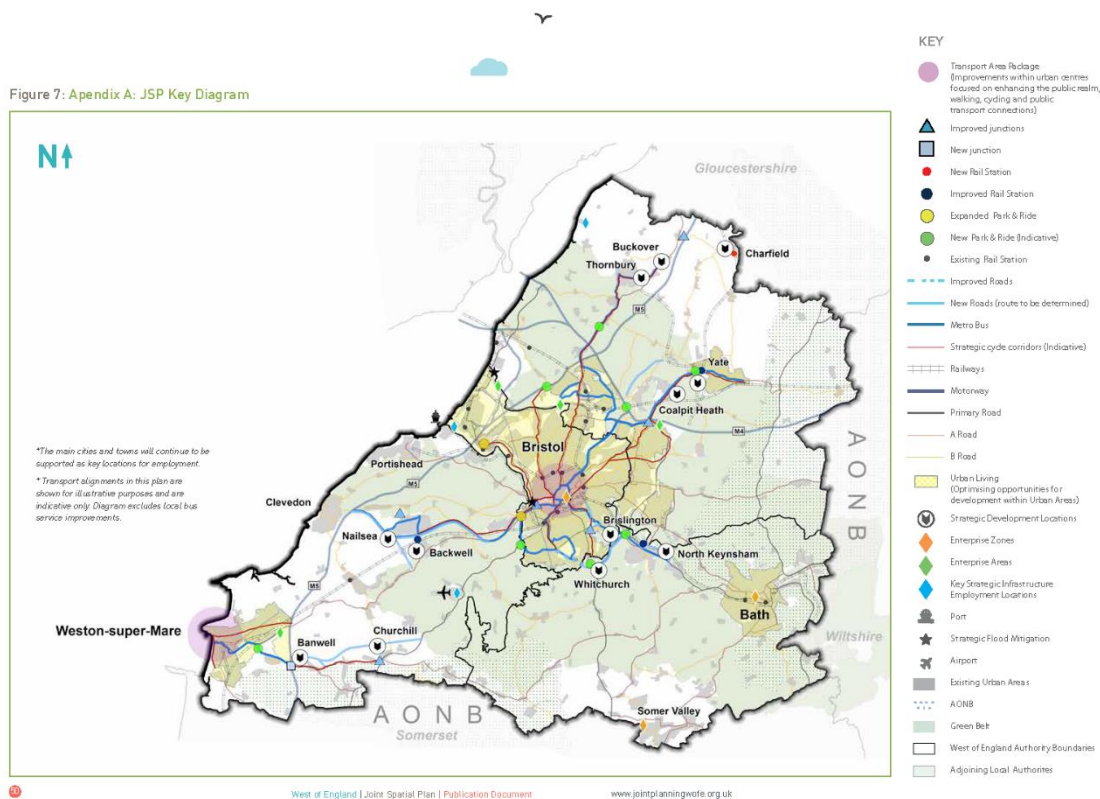 Figure 7: Apendix A: JSP Key Diagram
N
Gloucestershire
Buckover
Thornbury
Charfield
M5
Yate
Coalpit Heath
M4
Bristol
AONB
*The main cities and towns will continue to be
supported as key locations for employment.
* Transport alignments in this plan are
shown for illustrative purposes and are
indicative only. Diagram excludes local bus
service improvements.
Portishead
M5
Clevedon
Nailsea
Backwell
Brislington
North Keynsham
Whitchurch
M5
Bath
Weston-super-Mare
Banwell
Churchill
Wiltshire
AONB
Somerset
Somer Valley
KEY
Transport Area Package
(Improvements within urban centres
focused on enhancing the public realm,
walking, cycling and public
transport connections)
Improved junctions
New junction
New Rail Station
Improved Rail Station
Expanded Park & Ride
New Park & Ride (Indicative)
Existing Rail Station
Improved Roads
New Roads (route to be determined)
Metro Bus
Strategic cycle corridors (Indicative)
Railways
Motorway
Primary Road
A Road
B Road
Urban Living
(Optimising opportunities for
development within Urban Areas)
Strategic Development Locations
Enterprise Zones
Enterprise Areas
Key Strategic Infrastructure
Employment Locations
Port
Strategic Flood Mitigation
Airport
Existing Urban Areas
AONB
Green Belt
West of England Authority Boundaries
Adjoining Local Authorites
50
West of England | Joint Spatial Plan | Publication Document
www.jointplanningwofe.org.uk